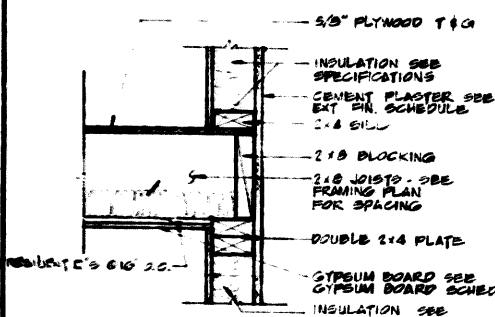 5/8" PLYWOOD T & G
INSULATION SEE
SPECIFICATIONS
CEMENT PLASTER SEE
EXT FIN. SCHEDULE
2x4 SILL
2x8 BLOCKING
2x8 JOISTS - SEE
FRAMING PLAN
FOR SPACING
DOUBLE 2x4 PLATE
GYPSUM BOARD SEE
GYPSUM BOARD SCHED
INSULATION SEE